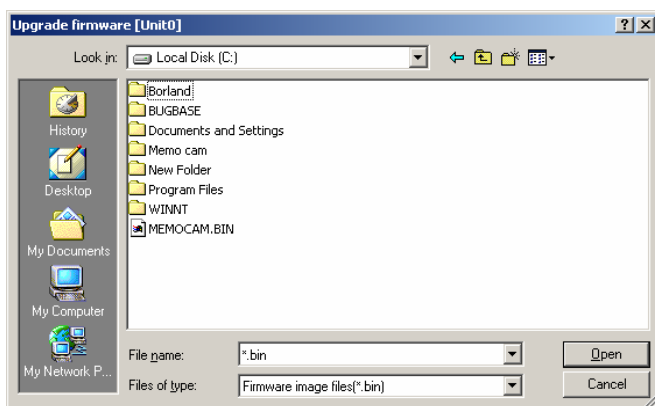 Upgrade firmware [Unit0]
Look in: Local Disk (C:)
History
Desktop
My Documents
My Computer
My Network P...
Borland
BUGBASE
Documents and Settings
Memo cam
New Folder
Program Files
WINNT
MEMOCAM.BIN
File name: *.bin Open
Files of type: Firmware image files(*.bin) Cancel